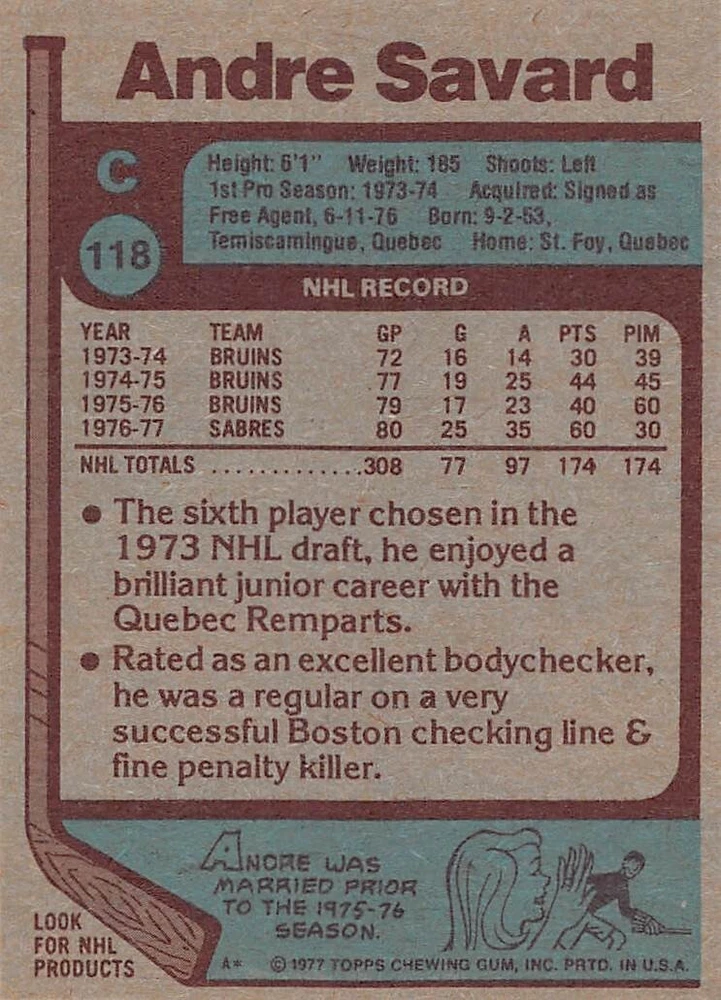 Andre Savard
C
118
Height: 6'1" Weight: 185 Shoots: Left
1st Pro Season: 1973-74 Acquired: Signed as
Free Agent, 6-11-76 Born: 9-2-53,
Temiscamingue, Quebec Home: St. Foy, Quebec
NHL RECORD
YEAR TEAM GP G A PTS PIM
1973-74 BRUINS 72 16 14 30 39
1974-75 BRUINS 77 19 25 44 45
1975-76 BRUINS 79 17 23 40 60
1976-77 SABRES 80 25 35 60 30
NHL TOTALS .............308 77 97 174 174
● The sixth player chosen in the
1973 NHL draft, he enjoyed a
brilliant junior career with the
Quebec Remparts.
● Rated as an excellent bodychecker,
he was a regular on a very
successful Boston checking line &
fine penalty killer.
ANDRE WAS
MARRIED PRIOR
TO THE 1975-76
SEASON.
LOOK
FOR NHL
PRODUCTS
A* © 1977 TOPPS CHEWING GUM, INC. PRTD. IN U.S.A.